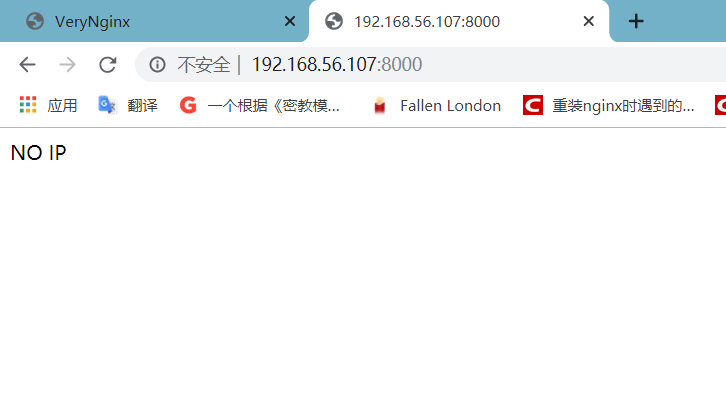 VeryNginx 192.168.56.107:8000
不安全 | 192.168.56.107:8000
应用 翻译 一个根据《密教模... Fallen London 重装nginx时遇到的...
NO IP